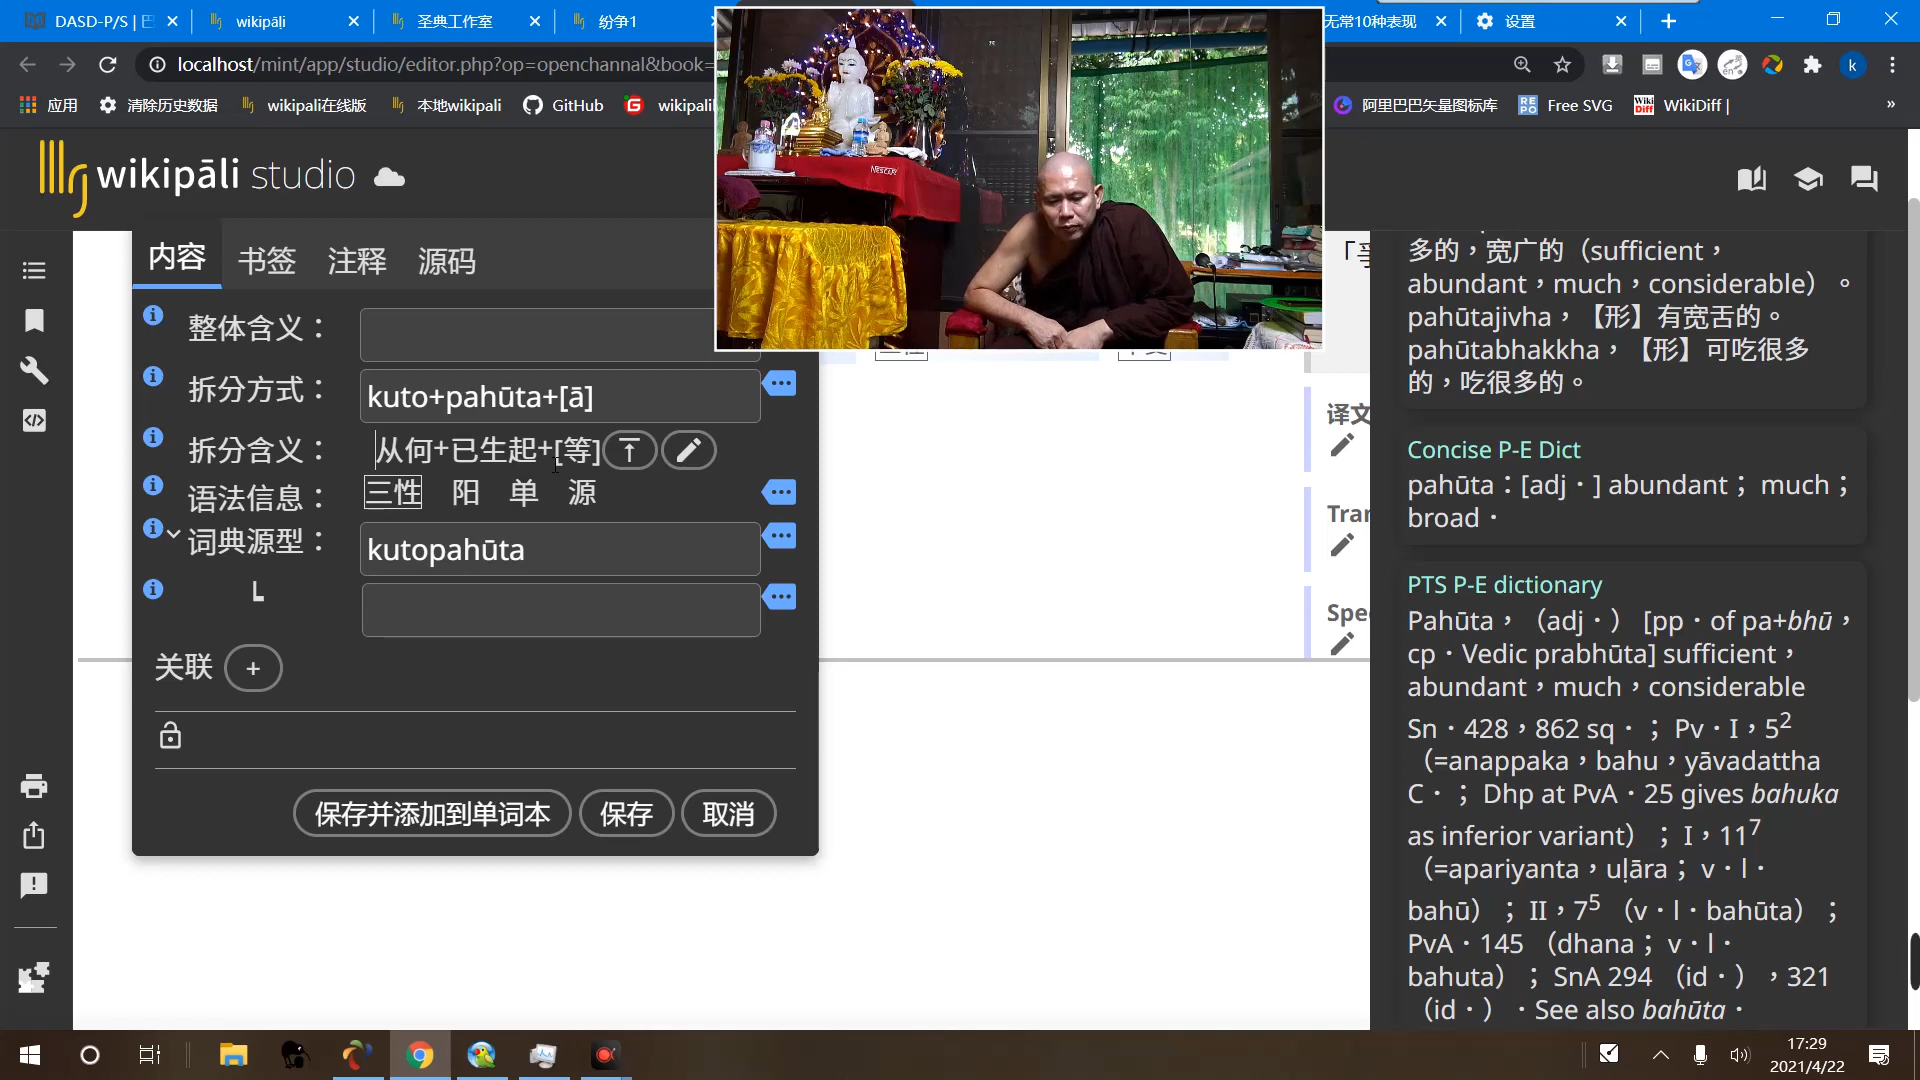 DASD-P/S | 巴
wikipāḷi
圣典工作室
纷争1
无常10种表现
设置
localhost/mint/app/studio/editor.php?op=openchannal&book=
k
应用
清除历史数据
wikipali在线版
本地wikipali
GitHub
wikipali
阿里巴巴矢量图标库
Free SVG
WikiDiff |
»
wikipāli studio
内容
书签
注释
源码
整体含义：
拆分方式：
kuto+pahūta+[ā]
拆分含义：
从何+已生起+[等]
语法信息：
三性 阳 单 源
词典源型：
kutopahūta
关联
保存并添加到单词本
保存
取消
NESCAFÉ
译文
Tran
Spe
多的，宽广的（sufficient，
abundant，much，considerable）。
pahūtajivha，【形】有宽舌的。
pahūtabhakkha，【形】可吃很多
的，吃很多的。
Concise P-E Dict
pahūta：[adj．] abundant； much；
broad．
PTS P-E dictionary
Pahūta，（adj．） [pp．of pa+bhū，
cp．Vedic prabhūta] sufficient，
abundant，much，considerable
Sn．428，862 sq．； Pv．I，5²
（=anappaka，bahu，yāvadattha
C．； Dhp at PvA．25 gives bahuka
as inferior variant）； I，11⁷
（=apariyanta，uḷāra； v．l．
bahū）； II，7⁵ （v．l．bahūta）；
PvA．145 （dhana； v．l．
bahuta）； SnA 294 （id．），321
（id．）．See also bahūta．
17:29
2021/4/22